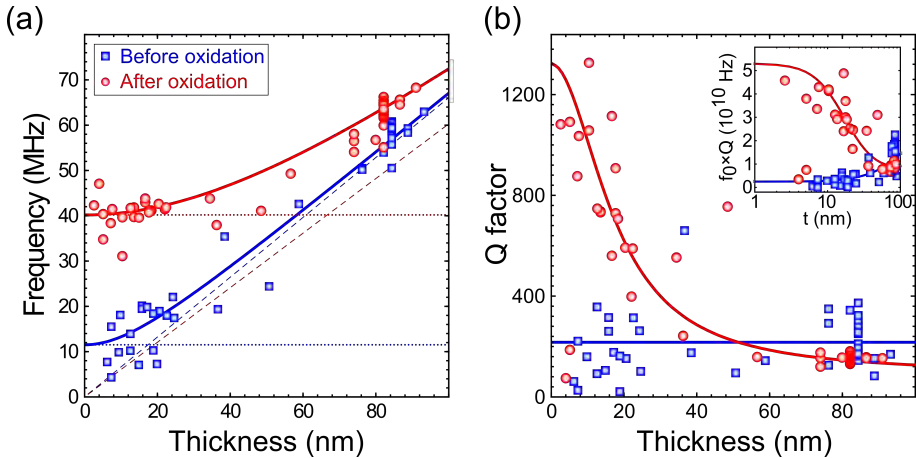 (a)
Frequency (MHz)
70
60
50
40
30
20
10
0
Before oxidation
After oxidation
0 20 40 60 80
Thickness (nm)
(b)
Q factor
1200
800
400
0
0 20 40 60 80
Thickness (nm)
f₀×Q (10¹⁰ Hz)
5
4
3
2
1
0
1 10 100
t (nm)